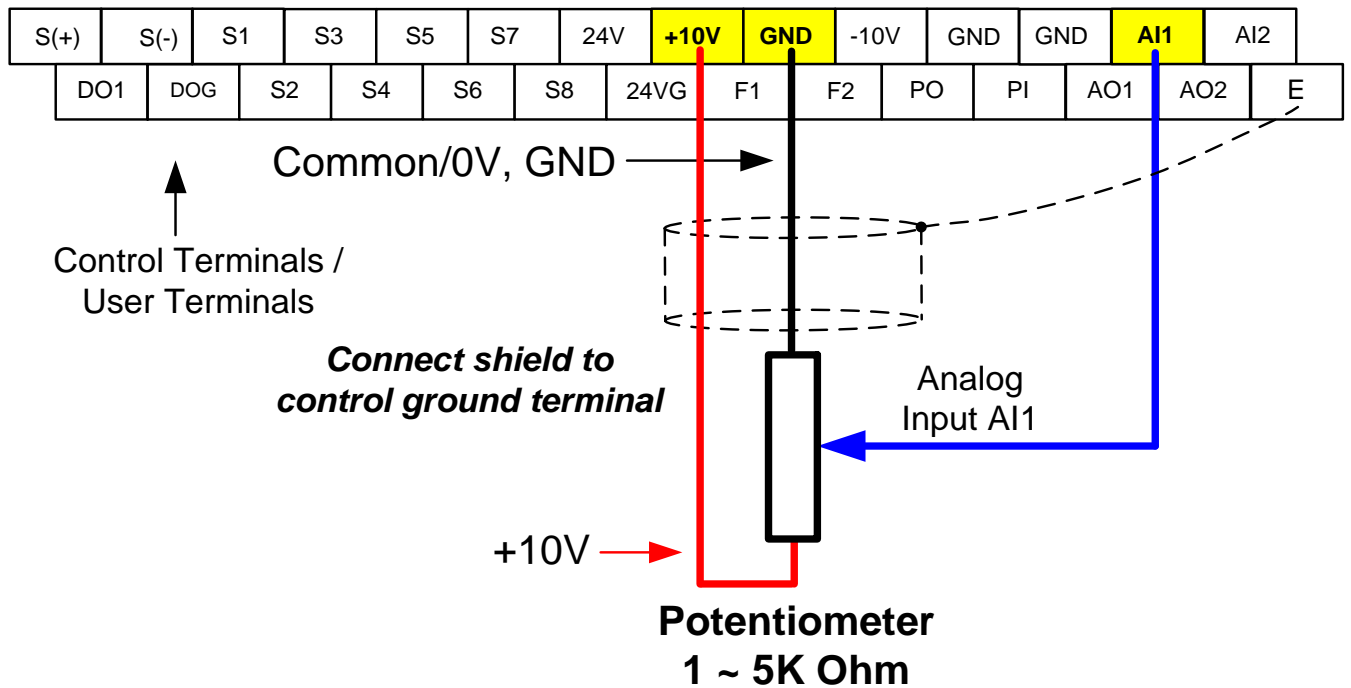 S(+) S(-) S1 S3 S5 S7 24V +10V GND -10V GND GND AI1 AI2
DO1 DOG S2 S4 S6 S8 24VG F1 F2 PO PI AO1 AO2 E
Common/0V, GND
Control Terminals /
User Terminals
Connect shield to
control ground terminal
Analog
Input AI1
+10V
Potentiometer
1 ~ 5K Ohm